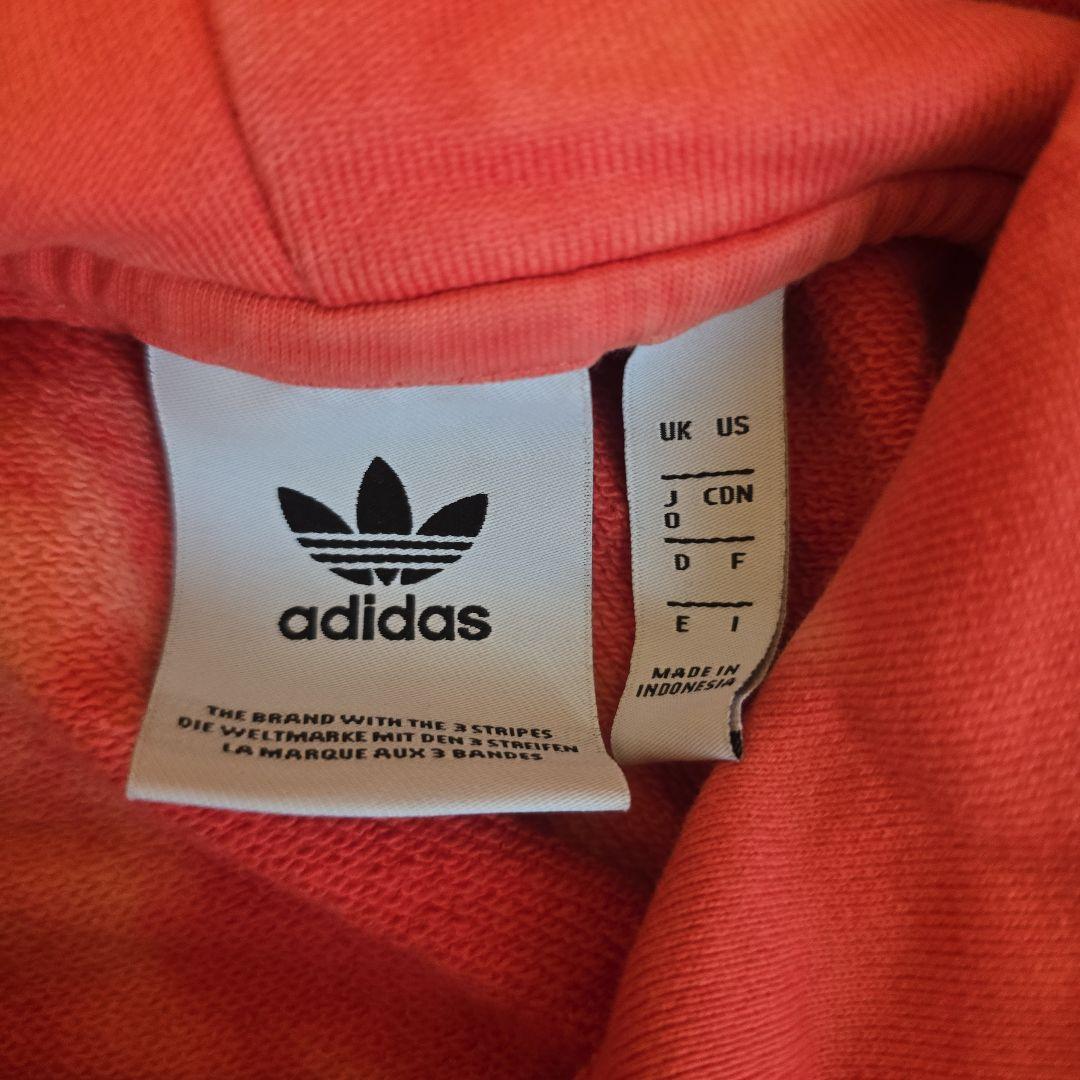 adidas
THE BRAND WITH THE 3 STRIPES
DIE WELTMARKE MIT DEN 3 STREIFEN
LA MARQUE AUX 3 BANDES
UK US
J CDN
O
D F
E I
MADE IN
INDONESIA